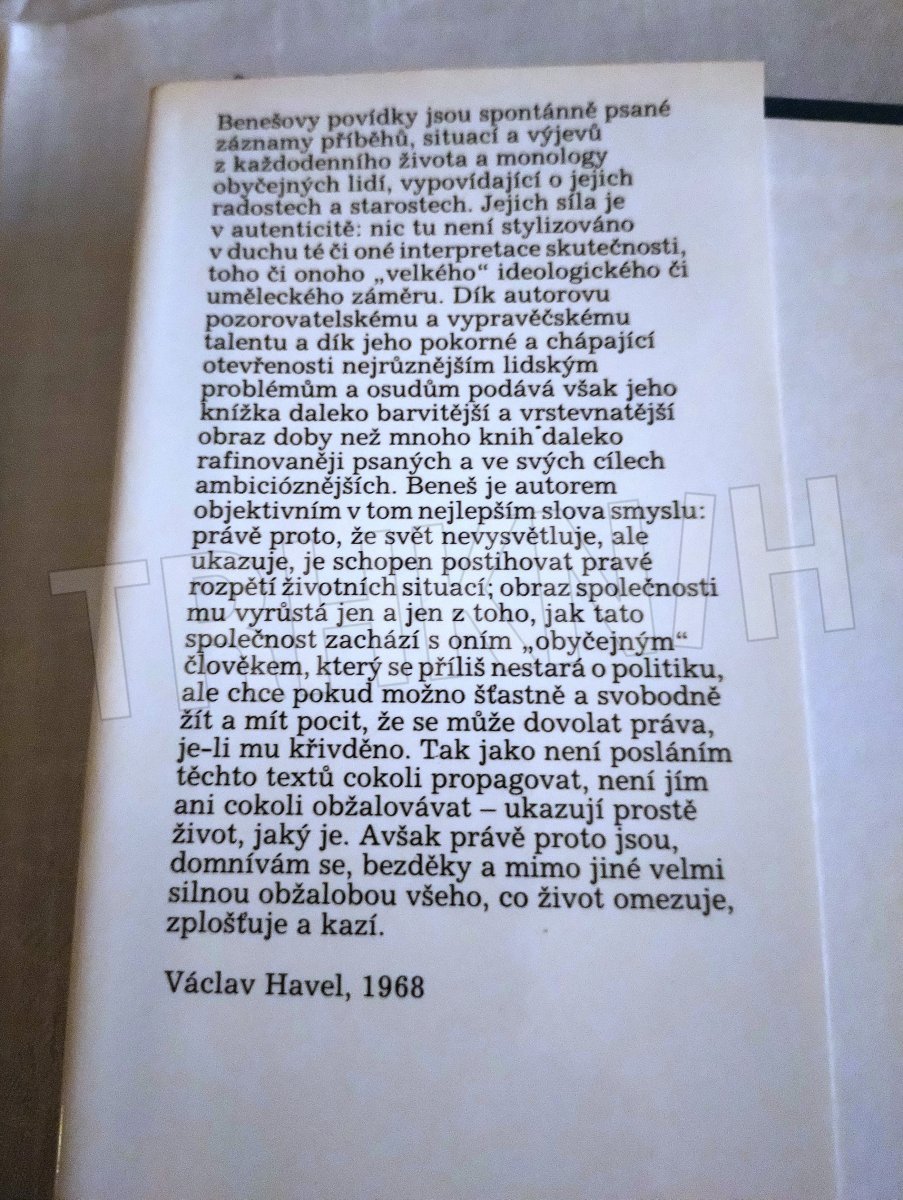 Benešovy povídky jsou spontánně psané
záznamy příběhů, situací a výjevů
z každodenního života a monology
obyčejných lidí, vypovídající o jejich
radostech a starostech. Jejich síla je
v autenticitě: nic tu není stylizováno
v duchu té či oné interpretace skutečnosti,
toho či onoho „velkého“ ideologického či
uměleckého záměru. Dík autorovu
pozorovatelskému a vypravěčskému
talentu a dík jeho pokorné a chápající
otevřenosti nejrůznějším lidským
problémům a osudům podává však jeho
knížka daleko barvitější a vrstevnatější
obraz doby než mnoho knih daleko
rafinovaněji psaných a ve svých cílech
ambicióznějších. Beneš je autorem
objektivním v tom nejlepším slova smyslu:
právě proto, že svět nevysvětluje, ale
ukazuje, je schopen postihovat pravé
rozpětí životních situací; obraz společnosti
mu vyrůstá jen a jen z toho, jak tato
společnost zachází s oním „obyčejným“
člověkem, který se příliš nestará o politiku,
ale chce pokud možno šťastně a svobodně
žít a mít pocit, že se může dovolat práva,
je-li mu křivděno. Tak jako není posláním
těchto textů cokoli propagovat, není jím
ani cokoli obžalovávat – ukazují prostě
život, jaký je. Avšak právě proto jsou,
domnívám se, bezděky a mimo jiné velmi
silnou obžalobou všeho, co život omezuje,
zplošťuje a kazí.
Václav Havel, 1968
TRHKNIH